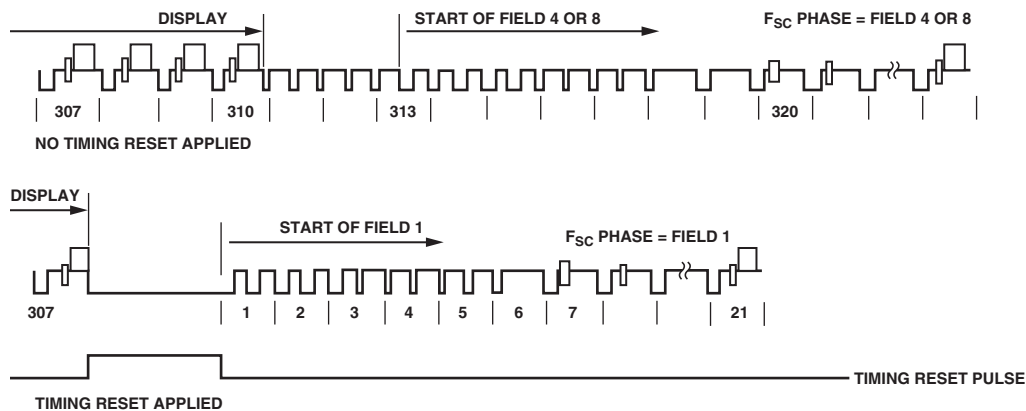 DISPLAY
START OF FIELD 4 OR 8
FSC PHASE = FIELD 4 OR 8
307
310
313
320
NO TIMING RESET APPLIED
DISPLAY
START OF FIELD 1
FSC PHASE = FIELD 1
307
1
2
3
4
5
6
7
21
TIMING RESET PULSE
TIMING RESET APPLIED